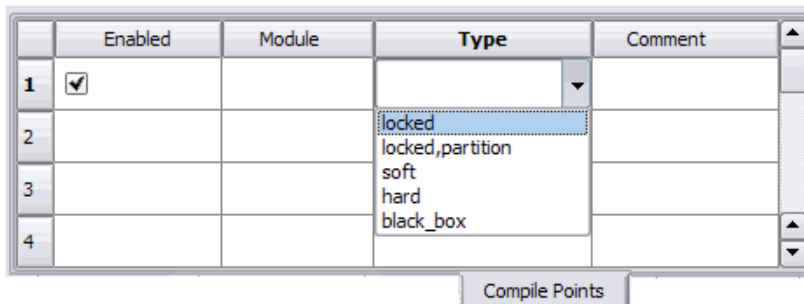 Enabled Module Type Comment
1
locked
2
locked,partition
soft
3
hard
black_box
4
Compile Points